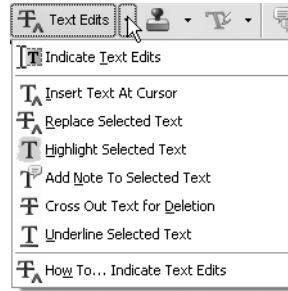 Text Edits
Indicate Text Edits
Insert Text At Cursor
Replace Selected Text
Highlight Selected Text
Add Note To Selected Text
Cross Out Text for Deletion
Underline Selected Text
How To... Indicate Text Edits